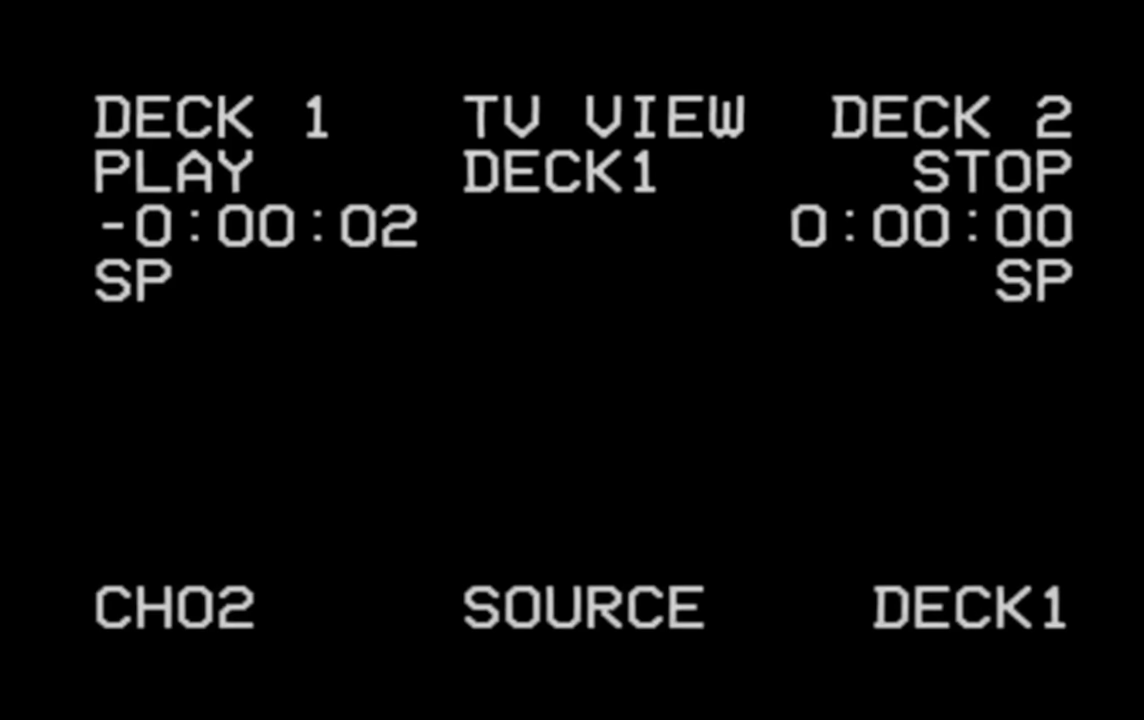 DECK 1 TV VIEW DECK 2
PLAY DECK1 STOP
-0:00:02 0:00:00
SP SP
CH02 SOURCE DECK1